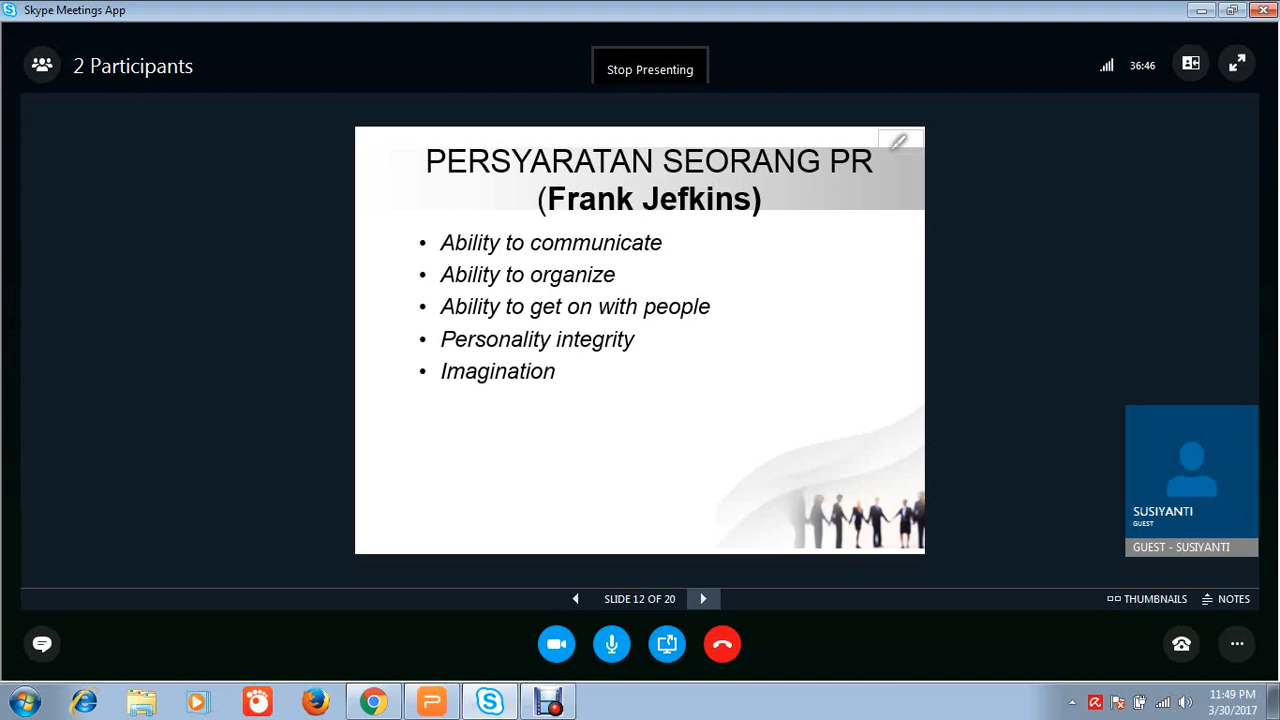 Skype Meetings App
2 Participants
Stop Presenting
36:46
PERSYARATAN SEORANG PR
(Frank Jefkins)
• Ability to communicate
• Ability to organize
• Ability to get on with people
• Personality integrity
• Imagination
SUSIYANTI
GUEST
GUEST - SUSIYANTI
SLIDE 12 OF 20
THUMBNAILS
NOTES
11:49 PM
3/30/2017